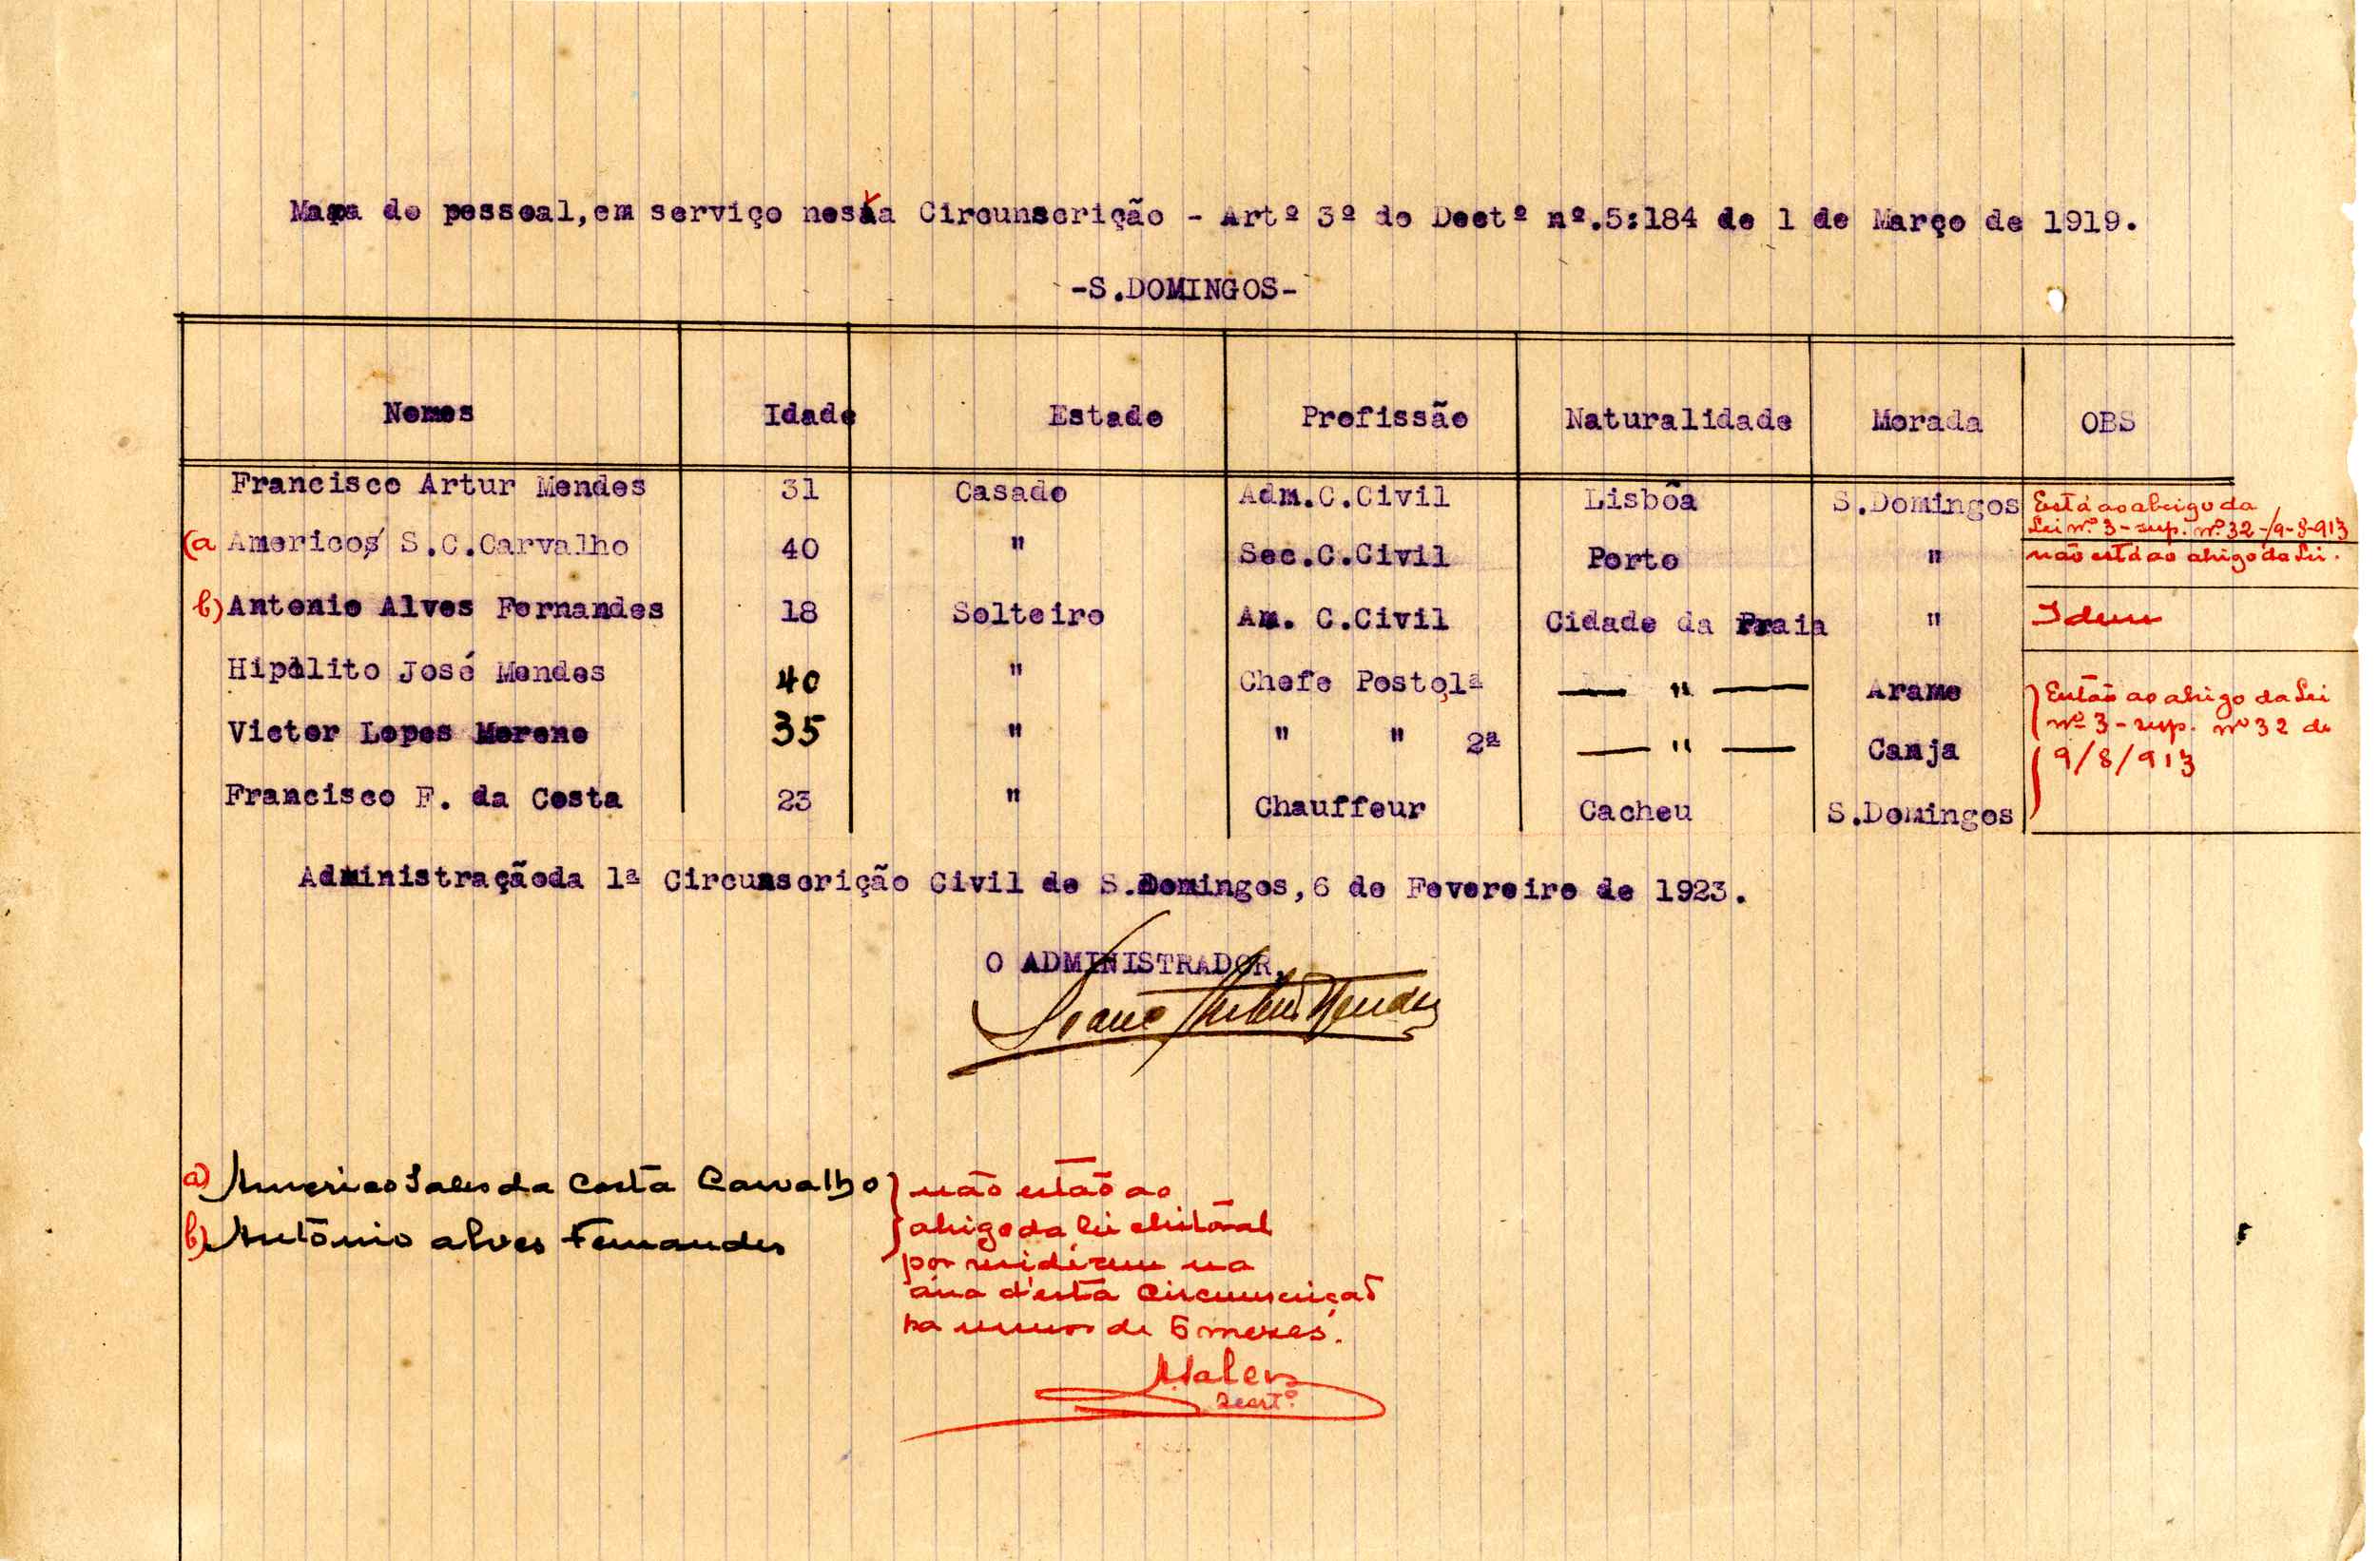 Mapa do pessoal, em serviço nesta Circunscrição - Artº 3º do Dectº nº.5:184 de 1 de Março de 1919.
-S.DOMINGOS-
Nomes Idade Estado Profissão Naturalidade Morada OBS
Francisco Artur Mendes 31 Casado Adm.C.Civil Lisbôa S.Domingos Está ao abrigo da Lei nº 3 - sup. nº 32 - 9-8-913
(a Americo S.C.Carvalho 40 " Sec.C.Civil Porto " não está ao abrigo da Lei.
b) Antonio Alves Fernandes 18 Solteiro Am. C.Civil Cidade da Praia " Idem
Hipólito José Mendes 40 " Chefe Posto 1ª — " — Arame Estão ao abrigo da Lei
Victor Lopes Moreno 35 " " " 2ª — " — Canja nº 3 - sup. nº 32 de
9/8/913
Francisco F. da Costa 23 " Chauffeur Cacheu S.Domingos
Administraçãoda 1ª Circunscrição Civil de S.Domingos, 6 de Fevereiro de 1923.
O ADMINISTRADOR,
Artur Mendes
a) Americo Sales da Costa Carvalho } não estão ao
b) António Alves Fernandes abrigo da lei eleitoral
por residirem na
área d'esta Circunscrição
ha menos de 6 mezes.